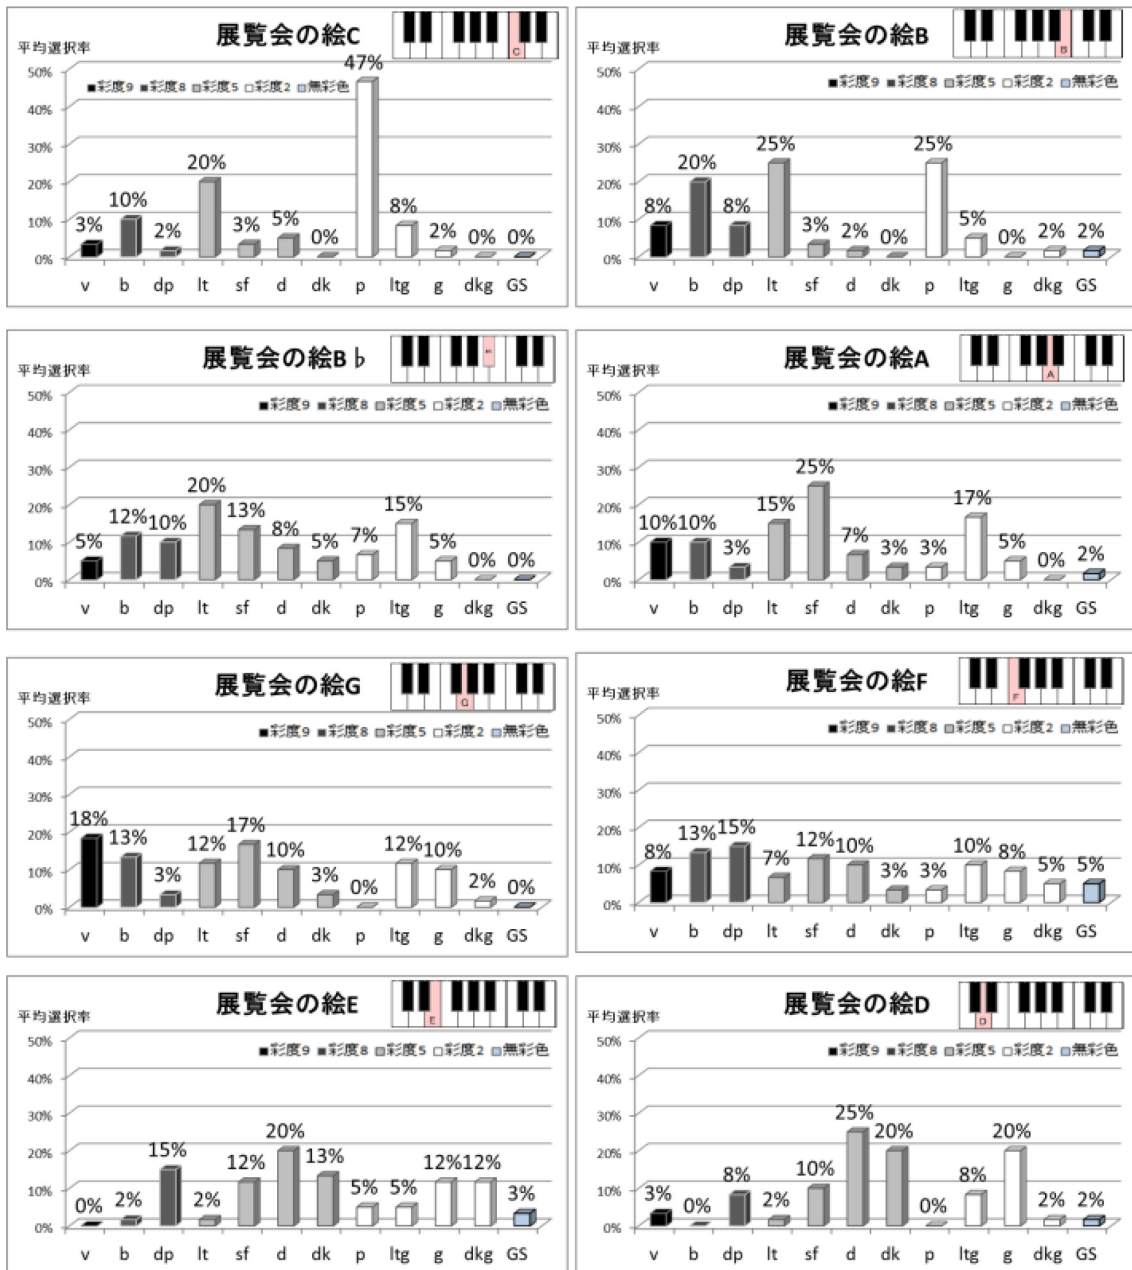 展覧会の絵C
C
平均選択率
■彩度9 ■彩度8 □彩度5 □彩度2 □無彩色
50%
40%
30%
20%
10%
0%
3% 10% 2% 20% 3% 5% 0% 47% 8% 2% 0% 0%
v b dp lt sf d dk p ltg g dkg GS
展覧会の絵B
B
平均選択率
■彩度9 ■彩度8 □彩度5 □彩度2 □無彩色
50%
40%
30%
20%
10%
0%
8% 20% 8% 25% 3% 2% 0% 25% 5% 0% 2% 2%
v b dp lt sf d dk p ltg g dkg GS
展覧会の絵B♭
平均選択率
■彩度9 ■彩度8 □彩度5 □彩度2 □無彩色
50%
40%
30%
20%
10%
0%
5% 12% 10% 20% 13% 8% 5% 7% 15% 5% 0% 0%
v b dp lt sf d dk p ltg g dkg GS
展覧会の絵A
A
平均選択率
■彩度9 ■彩度8 □彩度5 □彩度2 □無彩色
50%
40%
30%
20%
10%
0%
10% 10% 3% 15% 25% 7% 3% 3% 17% 5% 0% 2%
v b dp lt sf d dk p ltg g dkg GS
展覧会の絵G
G
平均選択率
■彩度9 ■彩度8 □彩度5 □彩度2 □無彩色
50%
40%
30%
20%
10%
0%
18% 13% 3% 12% 17% 10% 3% 0% 12% 10% 2% 0%
v b dp lt sf d dk p ltg g dkg GS
展覧会の絵F
F
平均選択率
■彩度9 ■彩度8 □彩度5 □彩度2 □無彩色
50%
40%
30%
20%
10%
0%
8% 13% 15% 7% 12% 10% 3% 3% 10% 8% 5% 5%
v b dp lt sf d dk p ltg g dkg GS
展覧会の絵E
E
平均選択率
■彩度9 ■彩度8 □彩度5 □彩度2 □無彩色
50%
40%
30%
20%
10%
0%
0% 2% 15% 2% 12% 20% 13% 5% 5% 12% 12% 3%
v b dp lt sf d dk p ltg g dkg GS
展覧会の絵D
D
平均選択率
■彩度9 ■彩度8 □彩度5 □彩度2 □無彩色
50%
40%
30%
20%
10%
0%
3% 0% 8% 2% 10% 25% 20% 0% 8% 20% 2% 2%
v b dp lt sf d dk p ltg g dkg GS